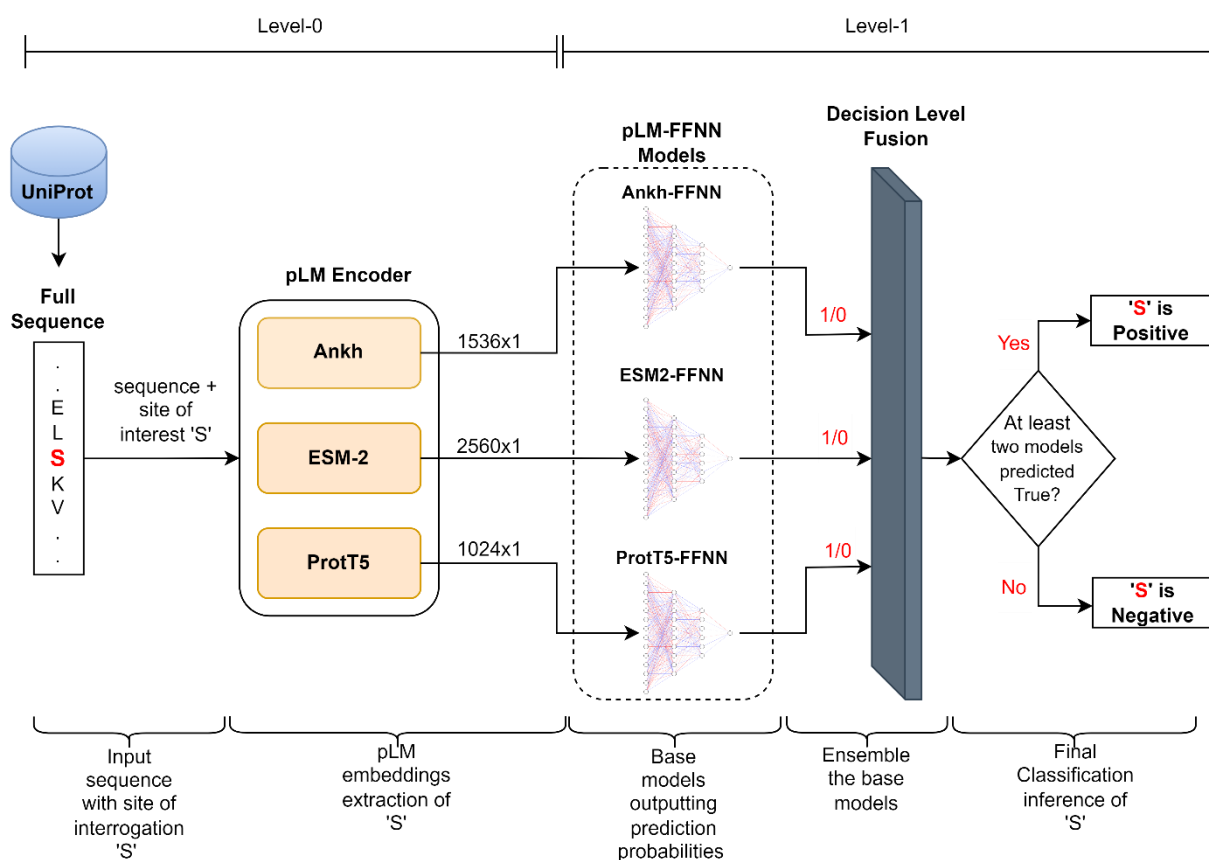 Level-0
Level-1
UniProt
Full
Sequence
.
.
E
L
S
K
V
.
.
sequence +
site of
interest 'S'
pLM Encoder
Ankh
ESM-2
ProtT5
1536x1
2560x1
1024x1
pLM-FFNN
Models
Ankh-FFNN
ESM2-FFNN
ProtT5-FFNN
Decision Level
Fusion
1/0
1/0
1/0
At least
two models
predicted
True?
Yes
No
'S' is
Positive
'S' is
Negative
Input
sequence
with site of
interrogation
'S'
pLM
embeddings
extraction of
'S'
Base
models
outputting
prediction
probabilities
Ensemble
the base
models
Final
Classification
inference of
'S'